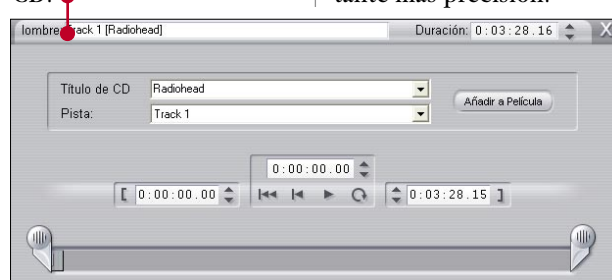 CD.
tante más precisión.
lombre: Track 1 [Radiohead] Duración: 0:03:28.16 X
Título de CD Radiohead
Pista: Track 1
Añadir a Película
0:00:00.00
[ 0:00:00.00 0:03:28.15 ]